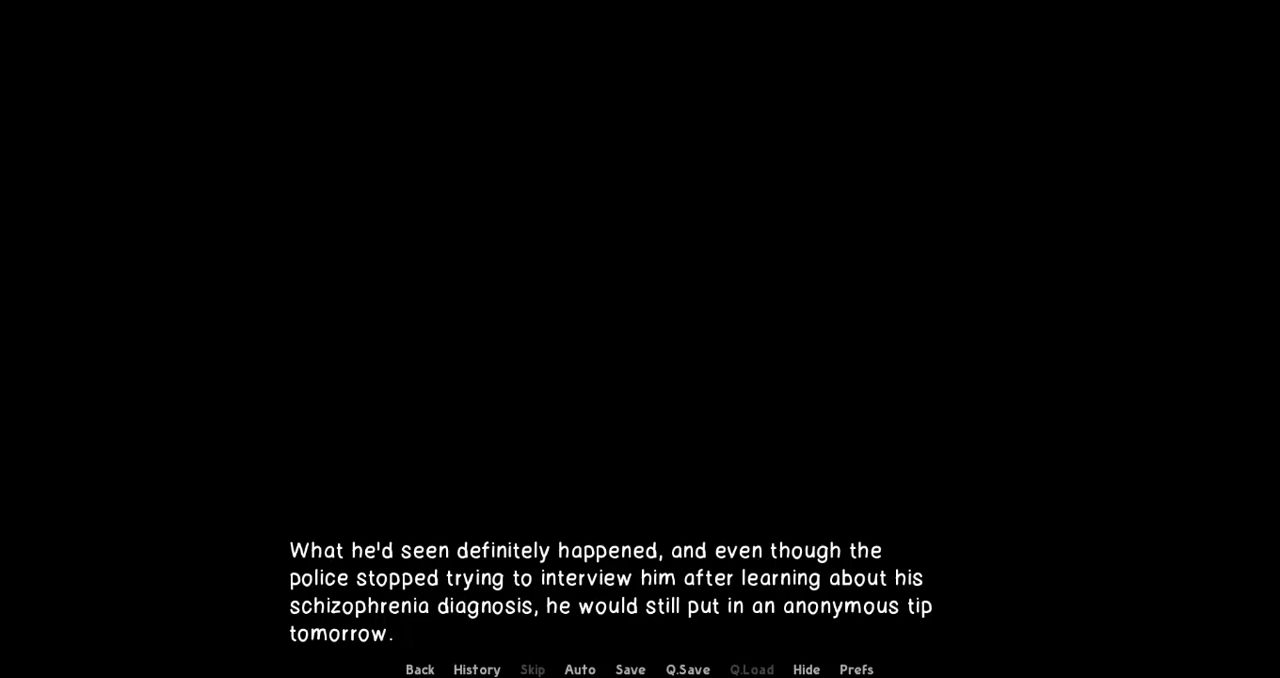 What he'd seen definitely happened, and even though the
police stopped trying to interview him after learning about his
schizophrenia diagnosis, he would still put in an anonymous tip
tomorrow.
Back History Skip Auto Save Q.Save Q.Load Hide Prefs